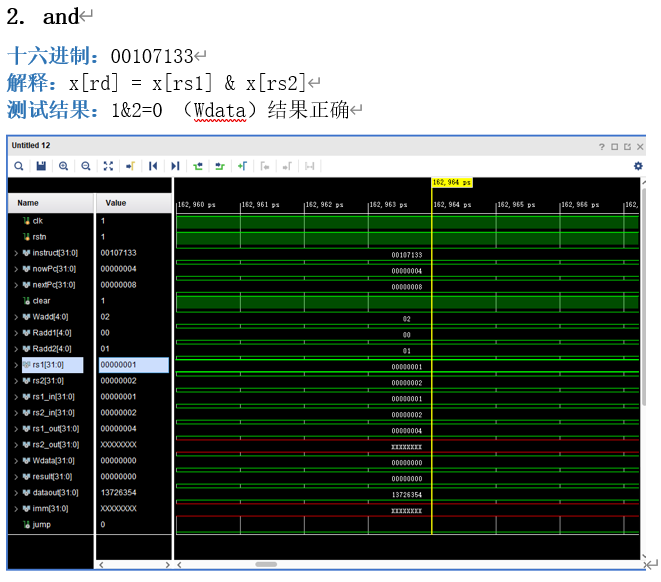 2. and
十六进制：00107133
解释：x[rd] = x[rs1] & x[rs2]
测试结果：1&2=0 （Wdata）结果正确
Untitled 12
162,964 ps
Name Value
162,960 ps 162,961 ps 162,962 ps 162,963 ps 162,964 ps 162,965 ps 162,966 ps 162,
clk 1
rstn 1
instruct[31:0] 00107133 00107133
nowPc[31:0] 00000004 00000004
nextPc[31:0] 00000008 00000008
clear 1
Wadd[4:0] 02 02
Radd1[4:0] 00 00
Radd2[4:0] 01 01
rs1[31:0] 00000001 00000001
rs2[31:0] 00000002 00000002
rs1_in[31:0] 00000001 00000001
rs2_in[31:0] 00000002 00000002
rs1_out[31:0] 00000004 00000004
rs2_out[31:0] XXXXXXXX XXXXXXXX
Wdata[31:0] 00000000 00000000
result[31:0] 00000000 00000000
dataout[31:0] 13726354 13726354
imm[31:0] XXXXXXXX XXXXXXXX
jump 0